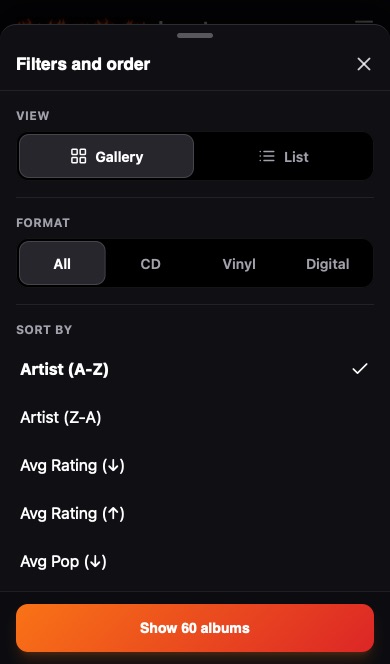 Filters and order
VIEW
Gallery
List
FORMAT
All
CD
Vinyl
Digital
SORT BY
Artist (A-Z)
Artist (Z-A)
Avg Rating (↓)
Avg Rating (↑)
Avg Pop (↓)
Show 60 albums